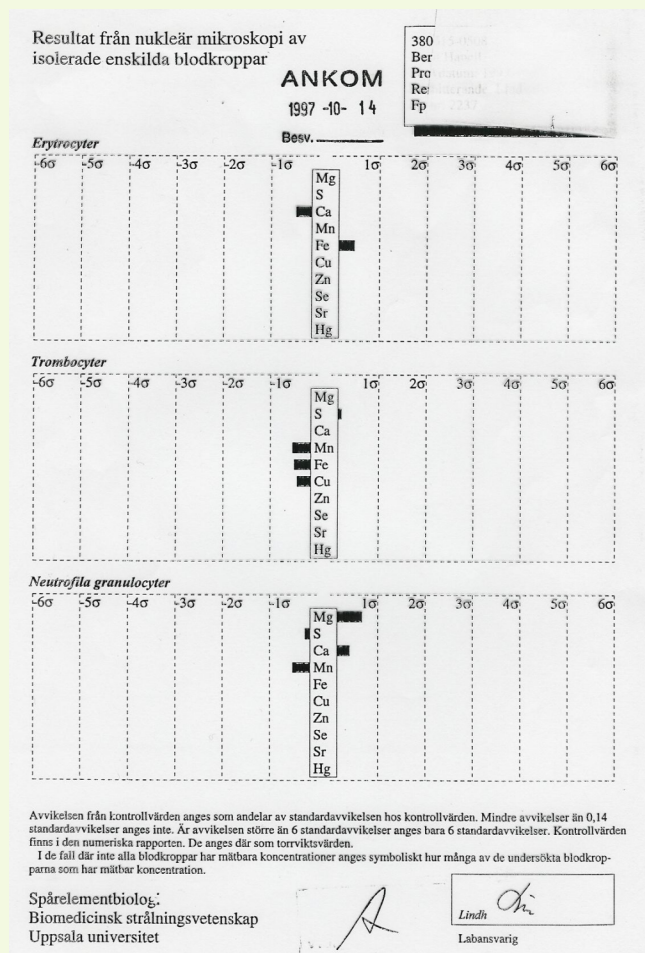 Resultat från nukleär mikroskopi av
isolerade enskilda blodkroppar
ANKOM
1997 -10- 14
Besv.
380
Ber
Pro
Re
Fp
2237
Erytrocyter
-6σ -5σ -4σ -3σ -2σ -1σ 1σ 2σ 3σ 4σ 5σ 6σ
Mg
S
Ca
Mn
Fe
Cu
Zn
Se
Sr
Hg
Trombocyter
-6σ -5σ -4σ -3σ -2σ -1σ 1σ 2σ 3σ 4σ 5σ 6σ
Mg
S
Ca
Mn
Fe
Cu
Zn
Se
Sr
Hg
Neutrofila granulocyter
-6σ -5σ -4σ -3σ -2σ -1σ 1σ 2σ 3σ 4σ 5σ 6σ
Mg
S
Ca
Mn
Fe
Cu
Zn
Se
Sr
Hg
Avvikelsen från kontrollvärden anges som andelar av standardavvikelsen hos kontrollvärden. Mindre avvikelser än 0,14
standardavvikelser anges inte. Är avvikelsen större än 6 standardavvikelser anges bara 6 standardavvikelser. Kontrollvärden
finns i den numeriska rapporten. De anges där som torrviktsvärden.
I de fall där inte alla blodkroppar har mätbara koncentrationer anges symboliskt hur många av de undersökta blodkrop-
parna som har mätbar koncentration.
Spårelementbiologi
Biomedicinsk strålningsvetenskap
Uppsala universitet
Lindh
Labansvarig